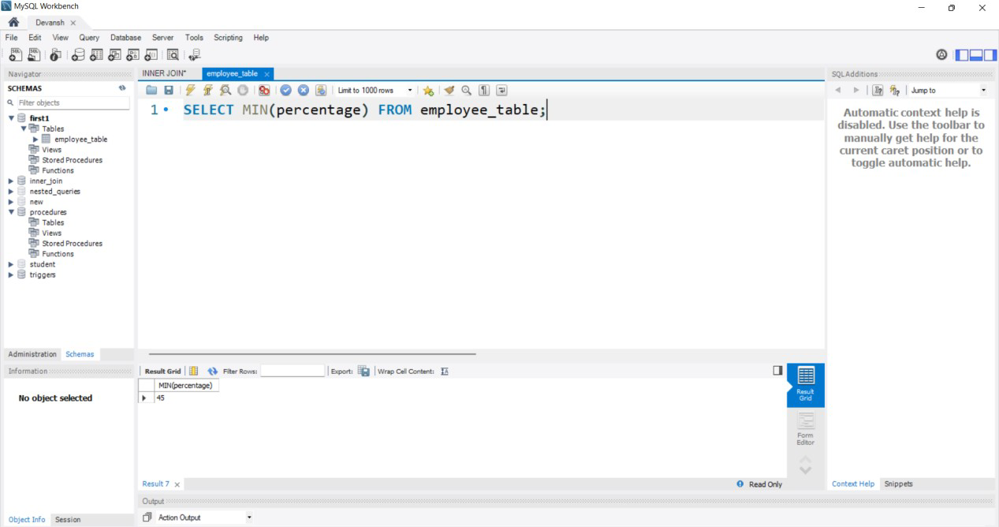 MySQL Workbench
Devansh
File Edit View Query Database Server Tools Scripting Help
Navigator
SCHEMAS
Filter objects
first1
Tables
employee_table
Views
Stored Procedures
Functions
inner_join
nested_queries
new
procedures
Tables
Views
Stored Procedures
Functions
student
triggers
Administration Schemas
Information
No object selected
Object Info Session
INNER JOIN* employee_table
Limit to 1000 rows
1 SELECT MIN(percentage) FROM employee_table;
Result Grid Filter Rows: Export: Wrap Cell Content:
MIN(percentage)
45
Result Grid
Form Editor
Result 7
Read Only
Output
Action Output
SQLAdditions
Jump to
Automatic context help is
disabled. Use the toolbar to
manually get help for the
current caret position or to
toggle automatic help.
Context Help Snippets